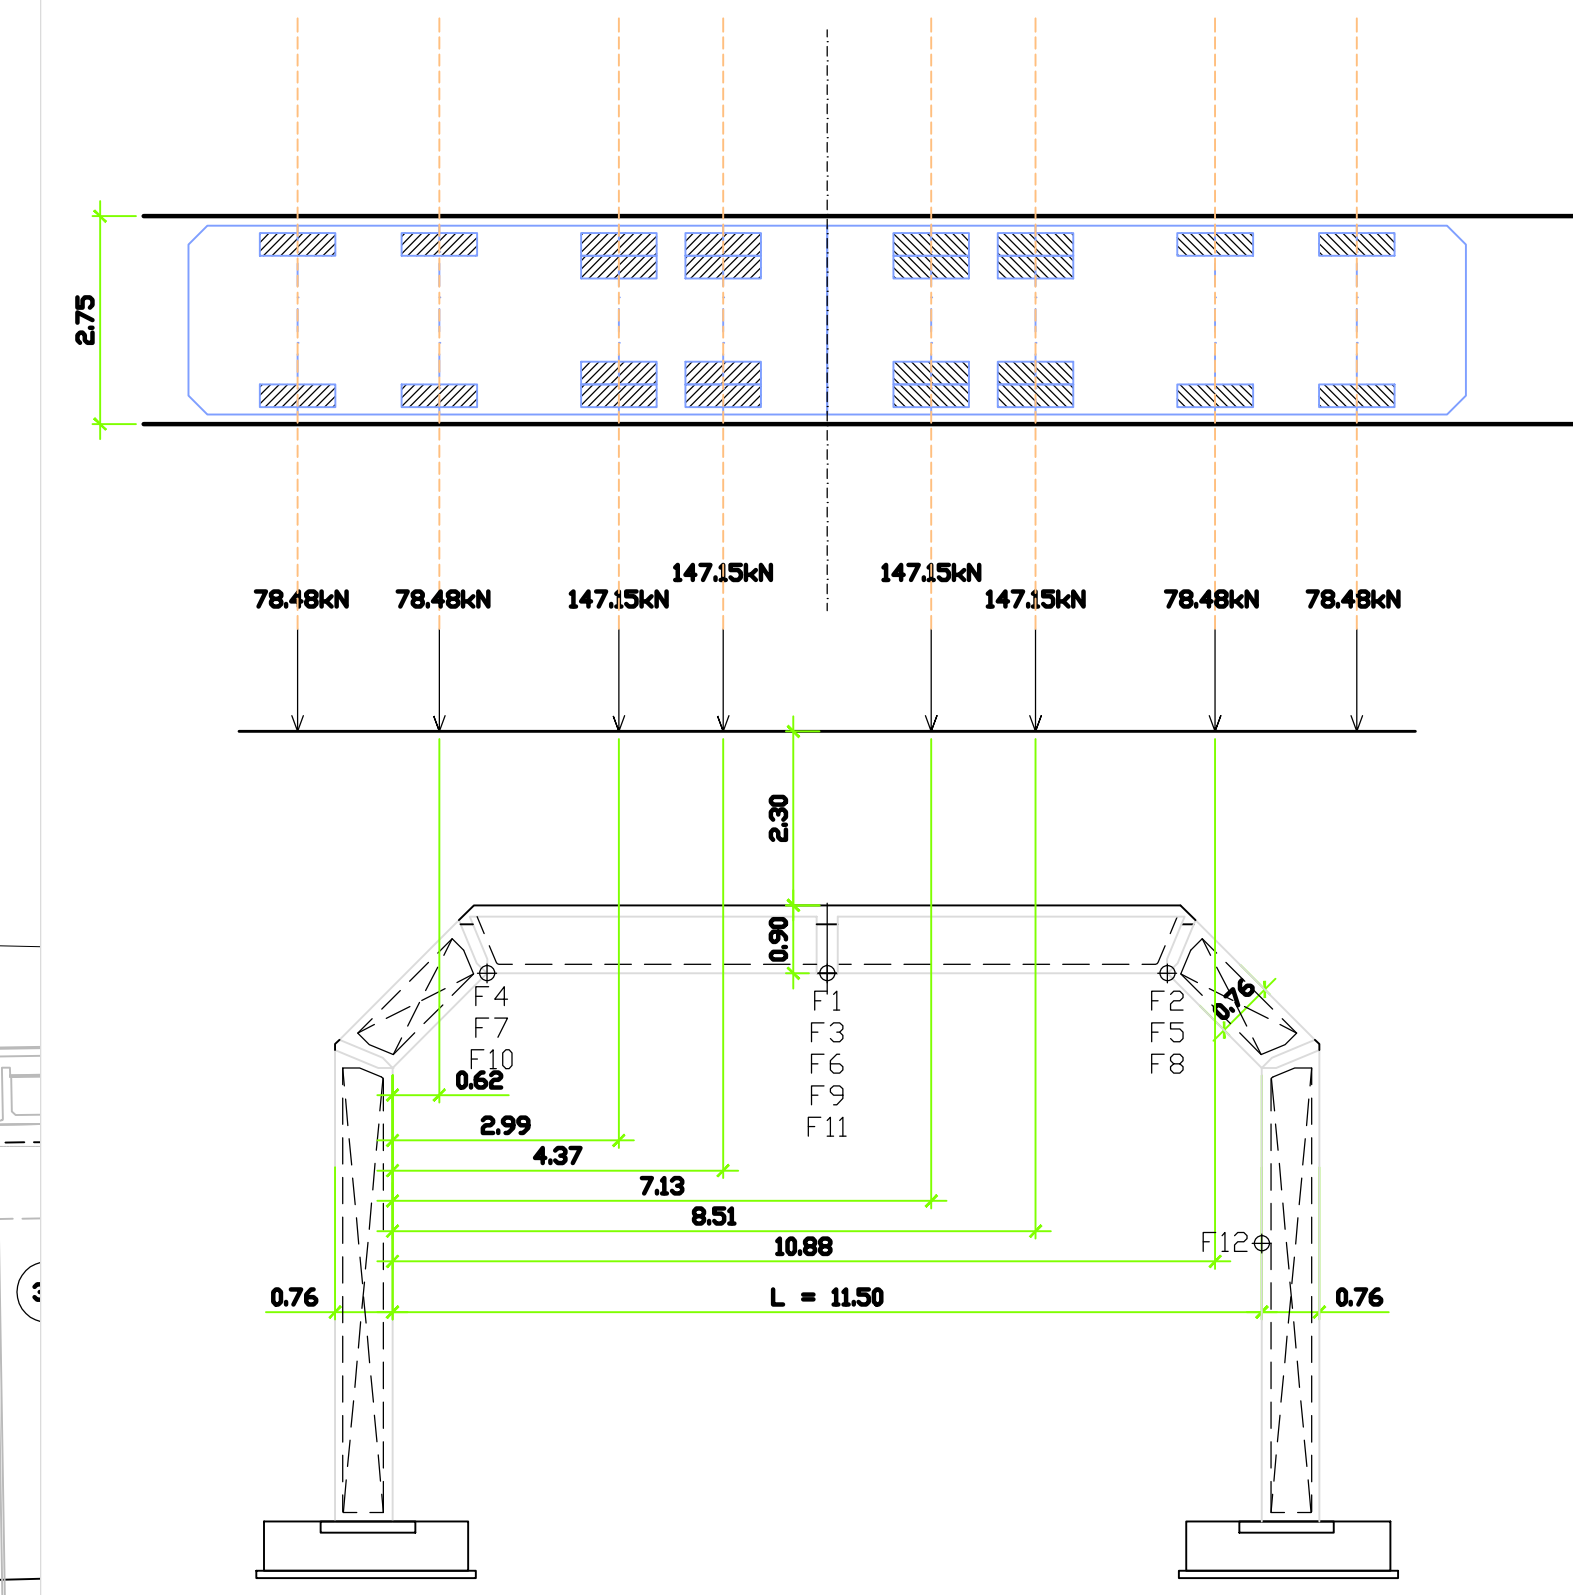 2.75
147.15kN 147.15kN
78.48kN 78.48kN 147.15kN 147.15kN 78.48kN 78.48kN
2.30
0.90
0.76
F4 F1 F2
F7 F3 F5
F10 F6 F8
0.62 F9
2.99 F11
4.37
7.13
8.51
F12
10.88
0.76 L = 11.50 0.76